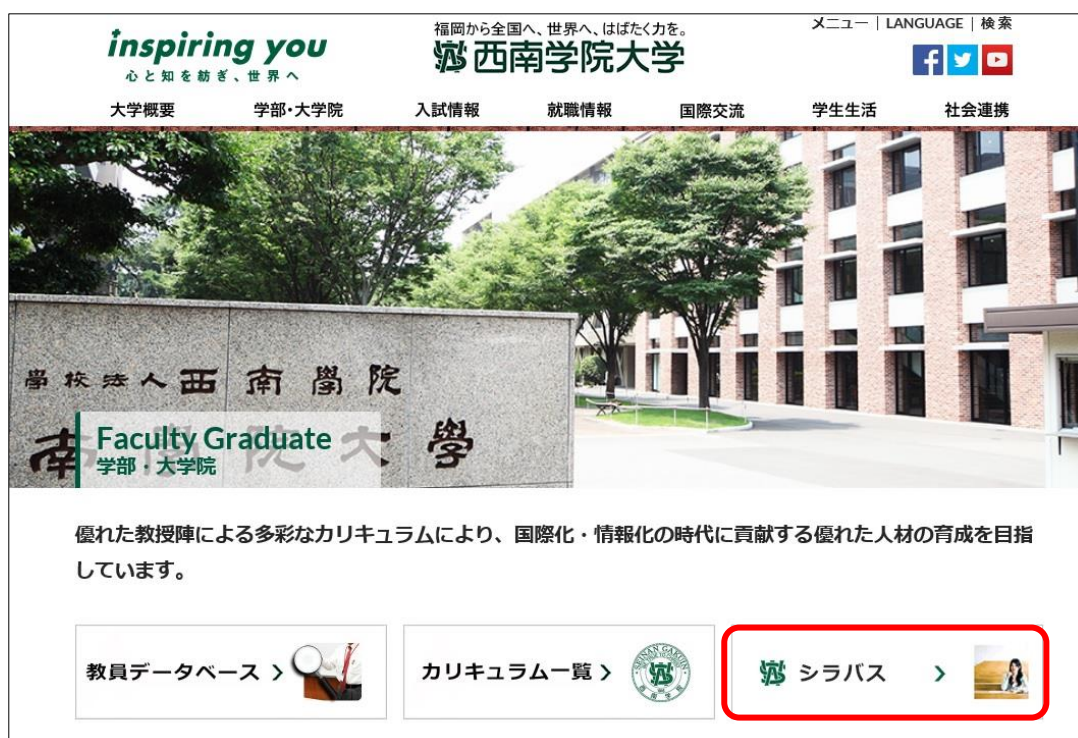 inspiring you
心と知を紡ぎ、世界へ
福岡から全国へ、世界へ、はばたく力を。
西南学院大学
メニュー | LANGUAGE | 検索
大学概要 学部・大学院 入試情報 就職情報 国際交流 学生生活 社会連携
學校法人西南學院
南學院大學
Faculty Graduate
学部・大学院
優れた教授陣による多彩なカリキュラムにより、国際化・情報化の時代に貢献する優れた人材の育成を目指
しています。
教員データベース >
カリキュラム一覧 >
シラバス >